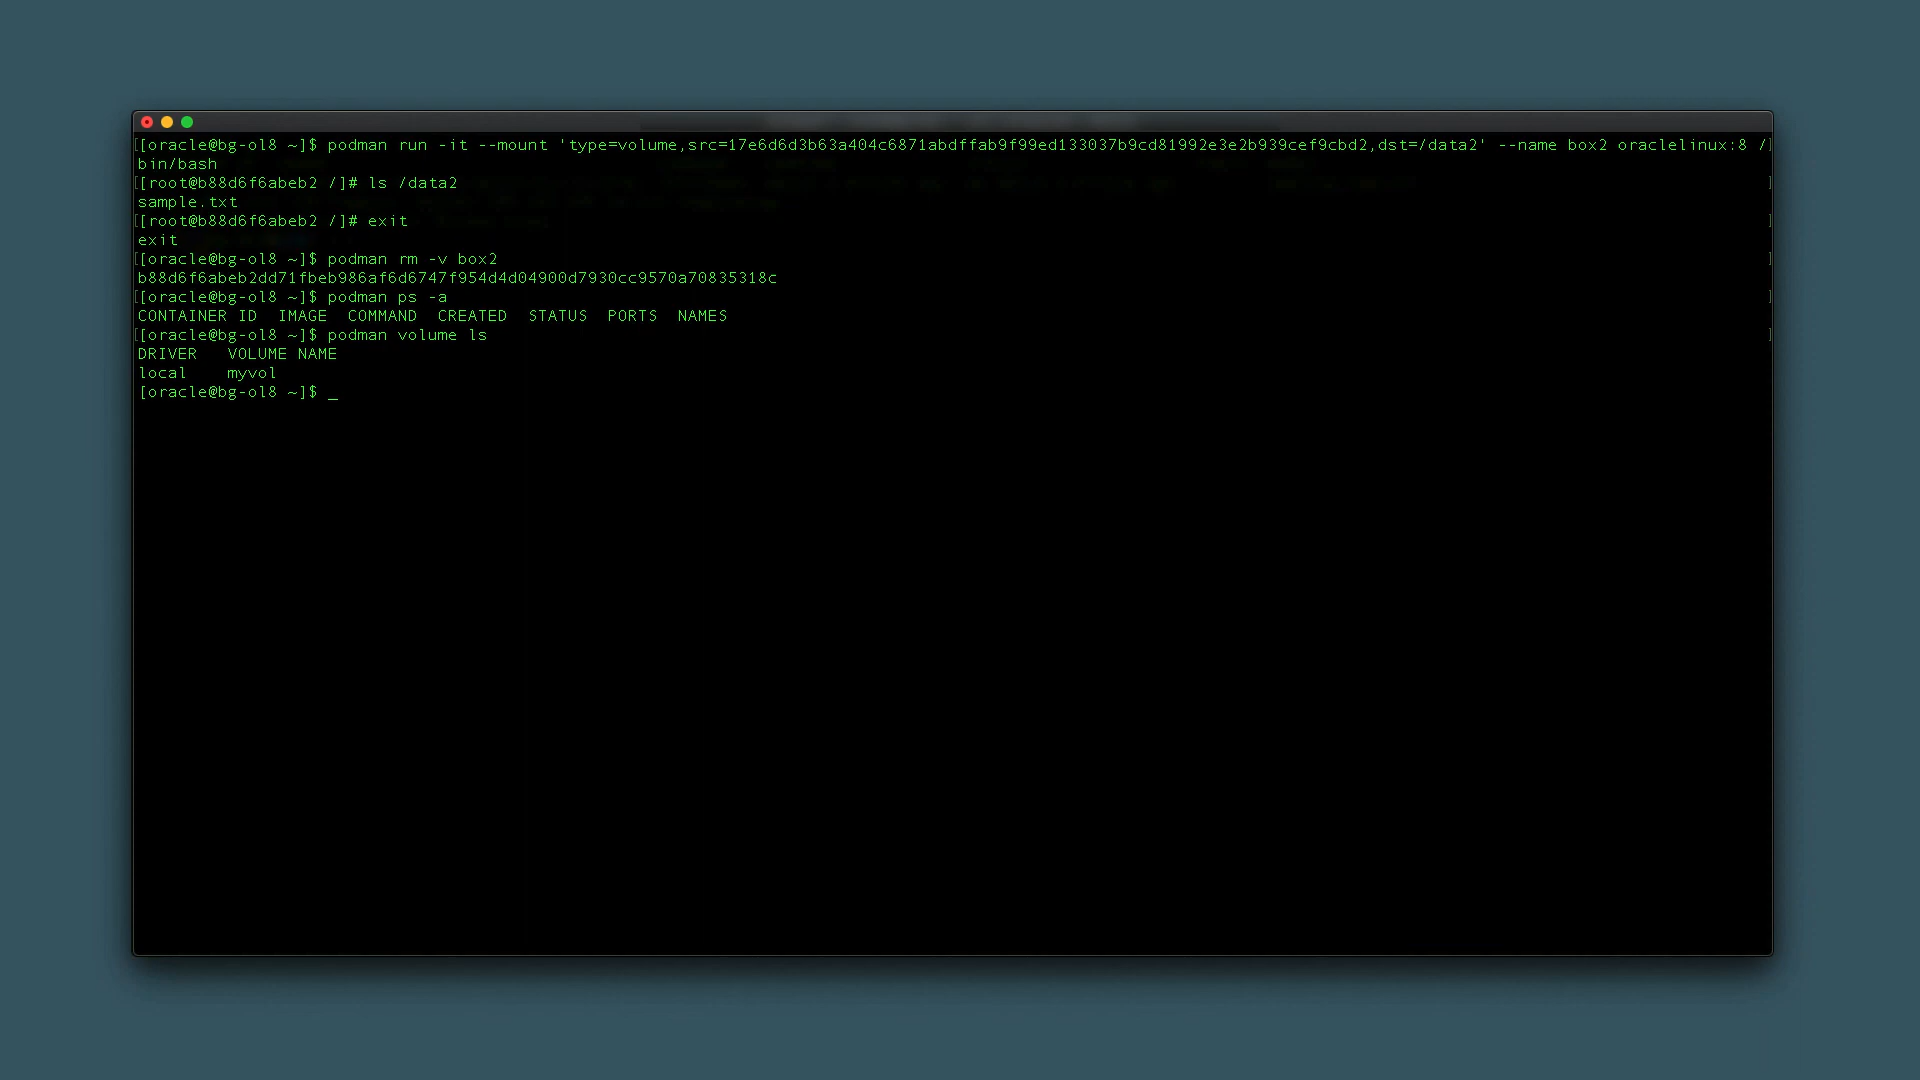 [oracle@bg-ol8 ~]$ podman run -it --mount 'type=volume,src=17e6d6d3b63a404c6871abdffab9f99ed133037b9cd81992e3e2b939cef9cbd2,dst=/data2' --name box2 oraclelinux:8 /
bin/bash
[root@b88d6f6abeb2 /]# ls /data2
sample.txt
[root@b88d6f6abeb2 /]# exit
exit
[oracle@bg-ol8 ~]$ podman rm -v box2
b88d6f6abeb2dd71fbeb986af6d6747f954d4d04900d7930cc9570a70835318c
[oracle@bg-ol8 ~]$ podman ps -a
CONTAINER ID  IMAGE  COMMAND  CREATED  STATUS  PORTS  NAMES
[oracle@bg-ol8 ~]$ podman volume ls
DRIVER   VOLUME NAME
local    myvol
[oracle@bg-ol8 ~]$ _